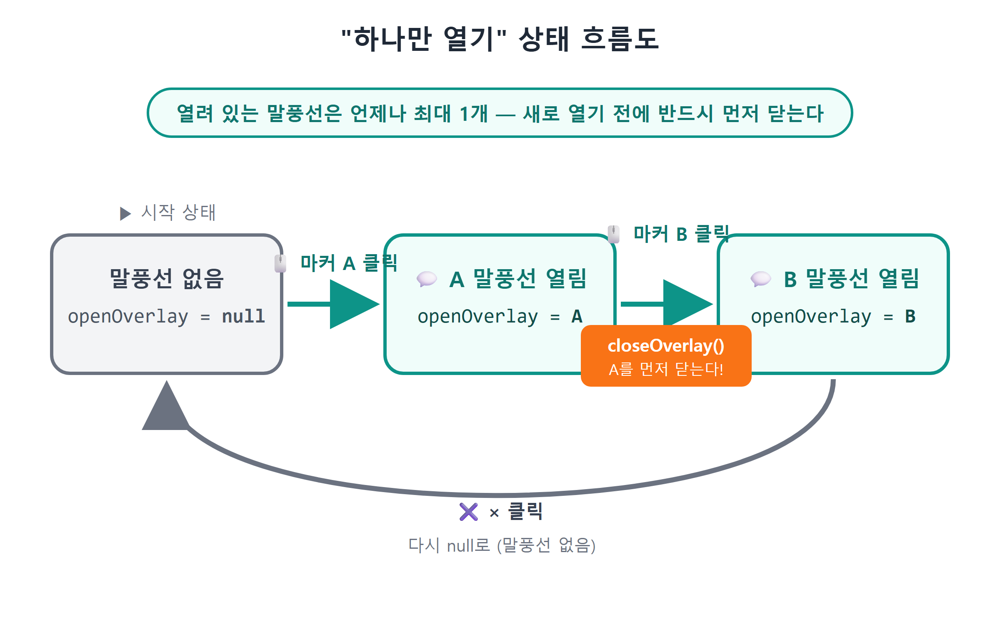 "하나만 열기" 상태 흐름도
열려 있는 말풍선은 언제나 최대 1개 — 새로 열기 전에 반드시 먼저 닫는다
▶ 시작 상태
말풍선 없음
openOverlay = null
마커 A 클릭
A 말풍선 열림
openOverlay = A
마커 B 클릭
closeOverlay()
A를 먼저 닫는다!
B 말풍선 열림
openOverlay = B
✖ × 클릭
다시 null로 (말풍선 없음)